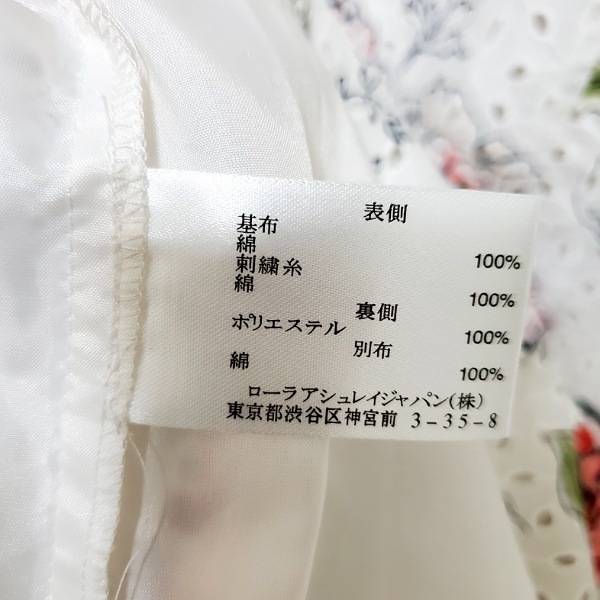 表側
基布
綿 100%
刺繍糸
綿 100%
裏側
ポリエステル 100%
別布
綿 100%
ローラアシュレイジャパン(株)
東京都渋谷区神宮前 3-35-8